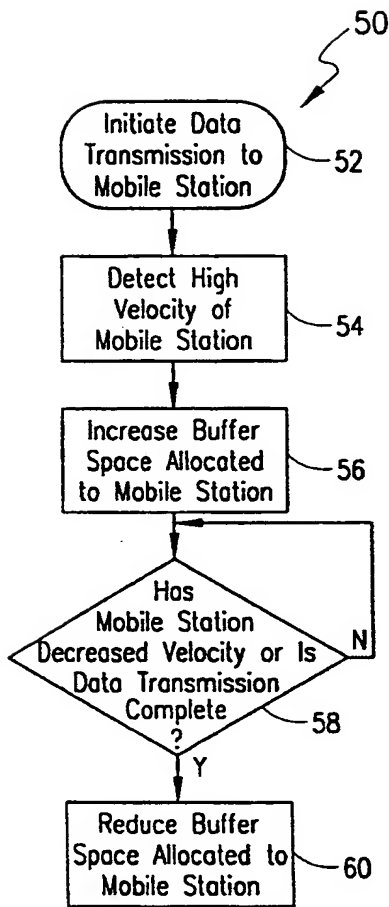 50
Initiate Data
Transmission to
Mobile Station
52
Detect High
Velocity of
Mobile Station
54
Increase Buffer
Space Allocated
to Mobile Station
56
Has
Mobile Station
Decreased Velocity or Is
Data Transmission
Complete
?
N
58
Y
Reduce Buffer
Space Allocated to
Mobile Station
60